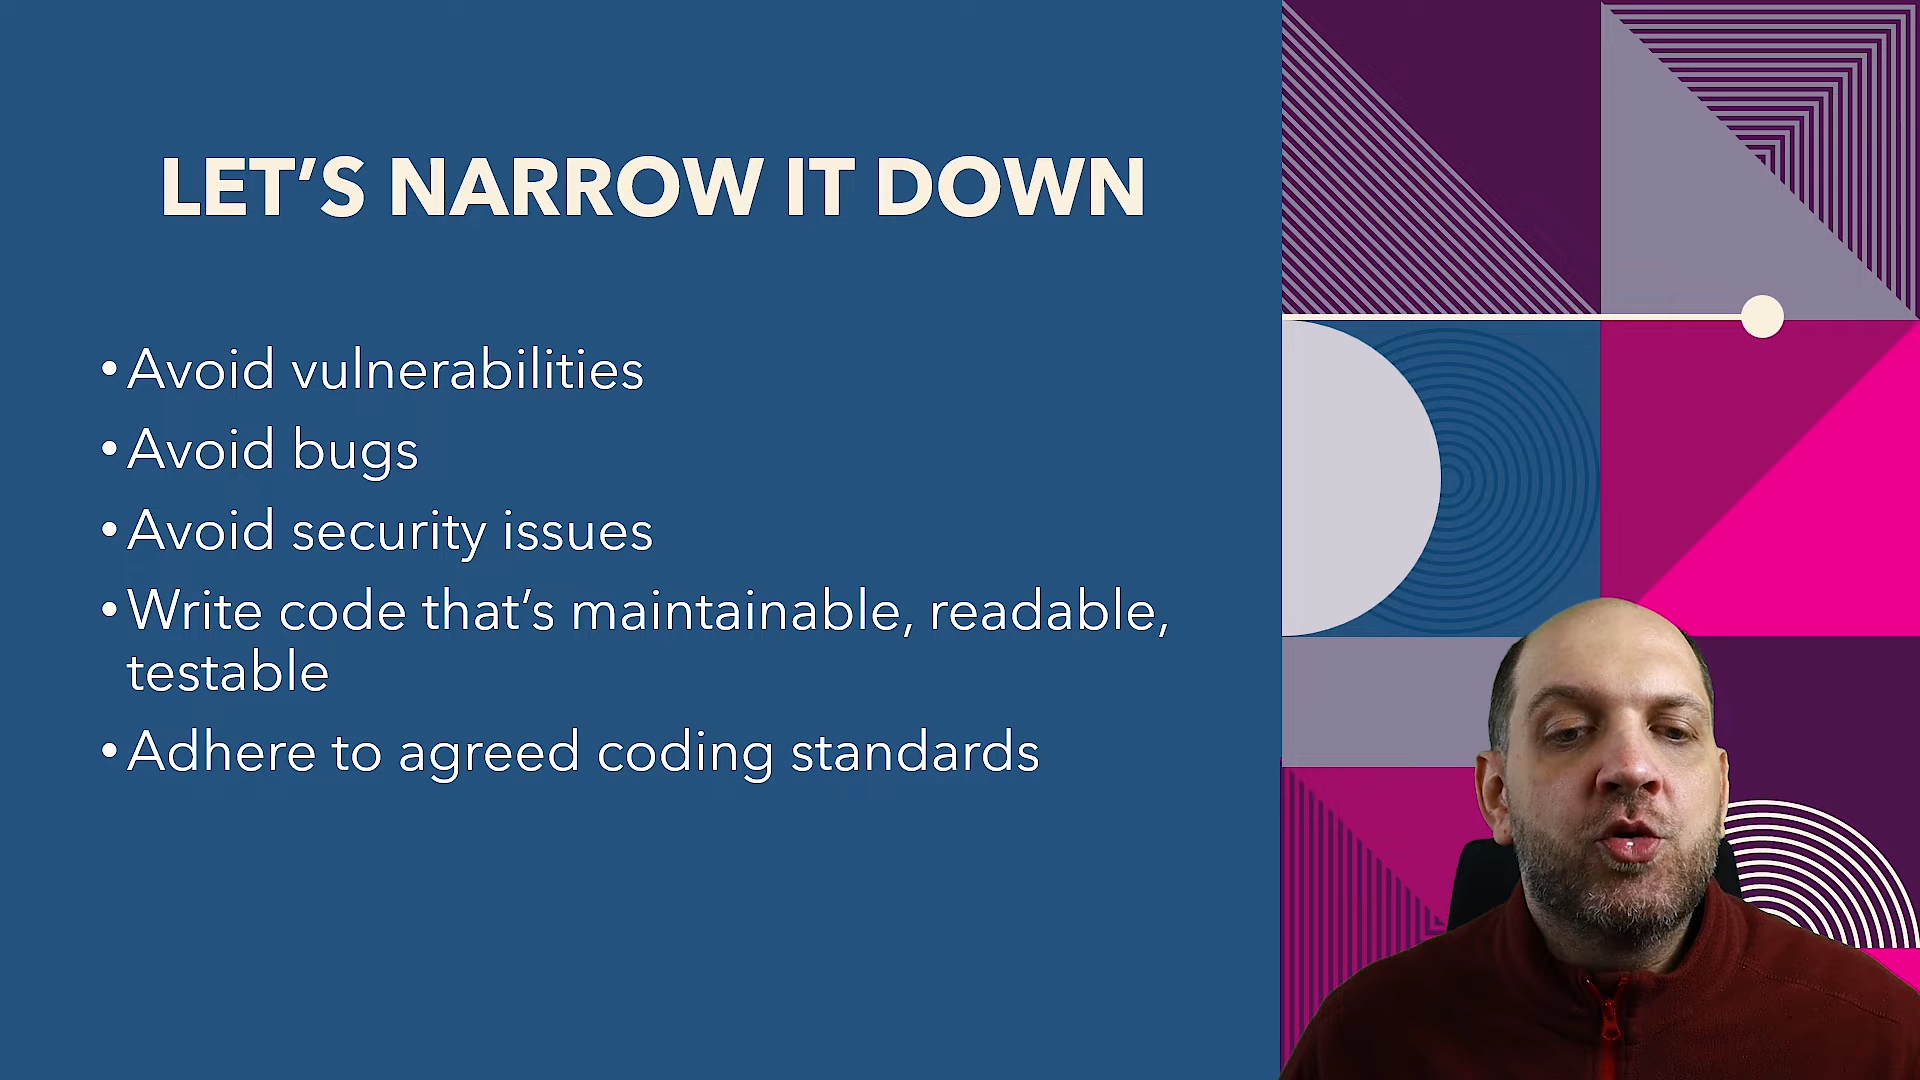 LET’S NARROW IT DOWN
• Avoid vulnerabilities
• Avoid bugs
• Avoid security issues
• Write code that’s maintainable, readable,
testable
• Adhere to agreed coding standards